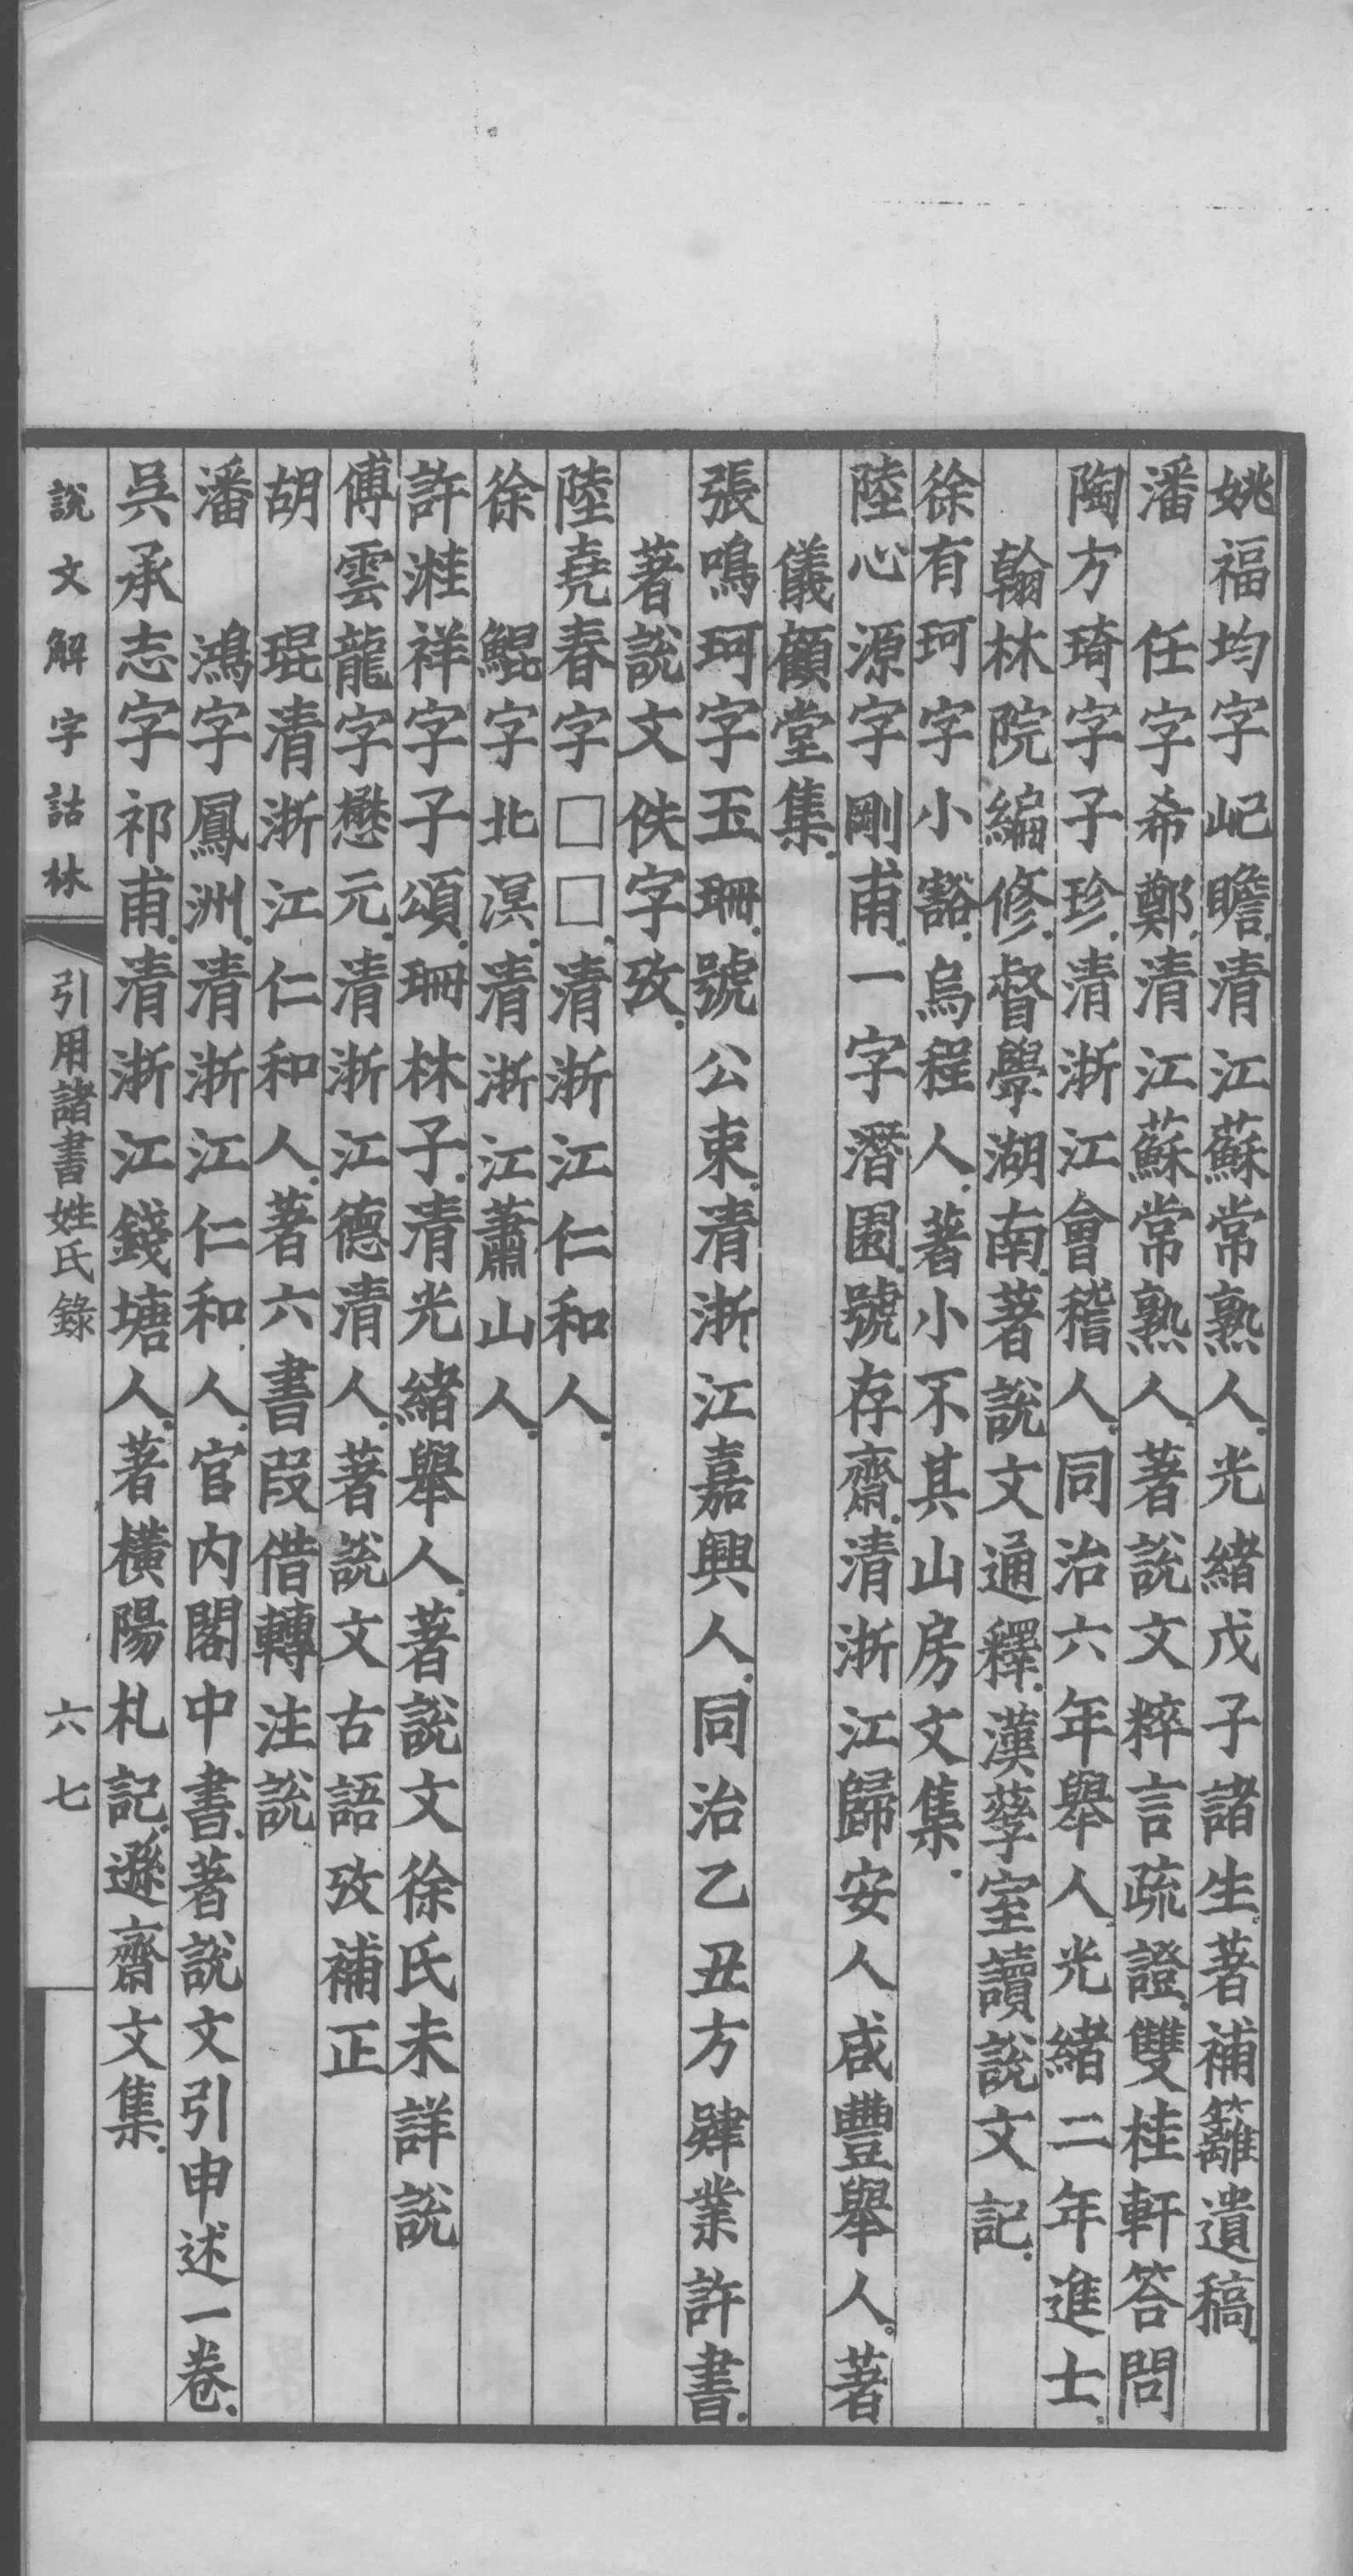 姚福均字屺瞻.清江蘇常熟人.光緒戊子諸生.著補籬遺稿.
潘　任字希鄭.清江蘇常熟人.著說文粹言疏證.雙桂軒答問
陶方琦字子珍.清浙江會稽人.同治六年舉人.光緒二年進士.
翰林院編修.督學湖南.著說文通釋.漢孳室讀說文記.
徐有珂字小豁.烏程人.著小不其山房文集.
陸心源字剛甫.一字潛園.號存齋.清浙江歸安人咸豐舉人.著
儀顧堂集.
張鳴珂字玉珊.號公束.清浙江嘉興人.同治乙丑方肄業許書.
著說文佚字攷.
陸堯春字□□.清浙江仁和人.
徐　鯤字北溟.清浙江蕭山人.
許溎祥字子頌.珊林子.清光緒舉人.著說文徐氏未詳說
傅雲龍字懋元.清浙江德清人.著說文古語攷補正
胡　琨清浙江仁和人.著六書叚借轉注說
潘　鴻字鳳洲.清浙江仁和人.官內閣中書.著說文引申述一卷.
吳承志字祁甫.清浙江錢塘人.著橫陽札記.遜齋文集.
說文解字詁林　引用諸書姓氏錄　六七